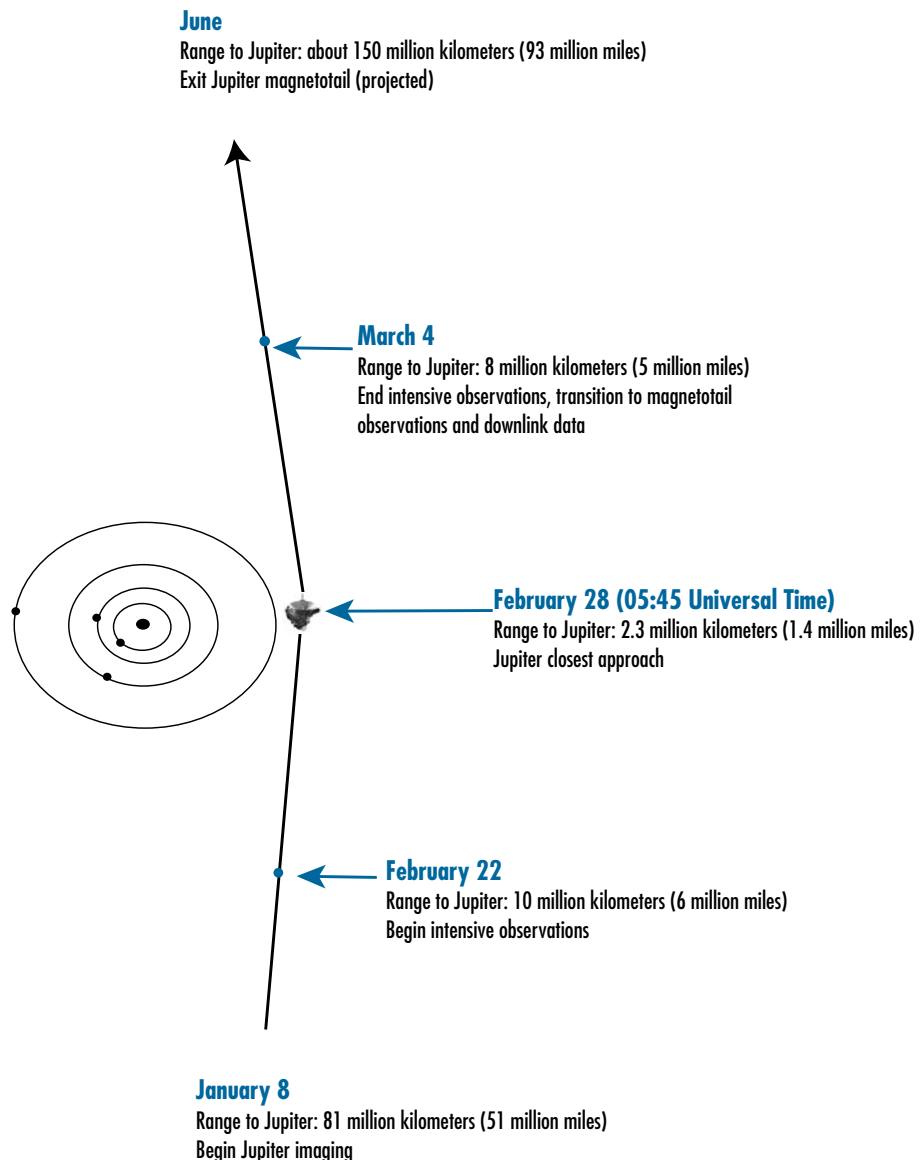 June
Range to Jupiter: about 150 million kilometers (93 million miles)
Exit Jupiter magnetotail (projected)
March 4
Range to Jupiter: 8 million kilometers (5 million miles)
End intensive observations, transition to magnetotail
observations and downlink data
February 28 (05:45 Universal Time)
Range to Jupiter: 2.3 million kilometers (1.4 million miles)
Jupiter closest approach
February 22
Range to Jupiter: 10 million kilometers (6 million miles)
Begin intensive observations
January 8
Range to Jupiter: 81 million kilometers (51 million miles)
Begin Jupiter imaging